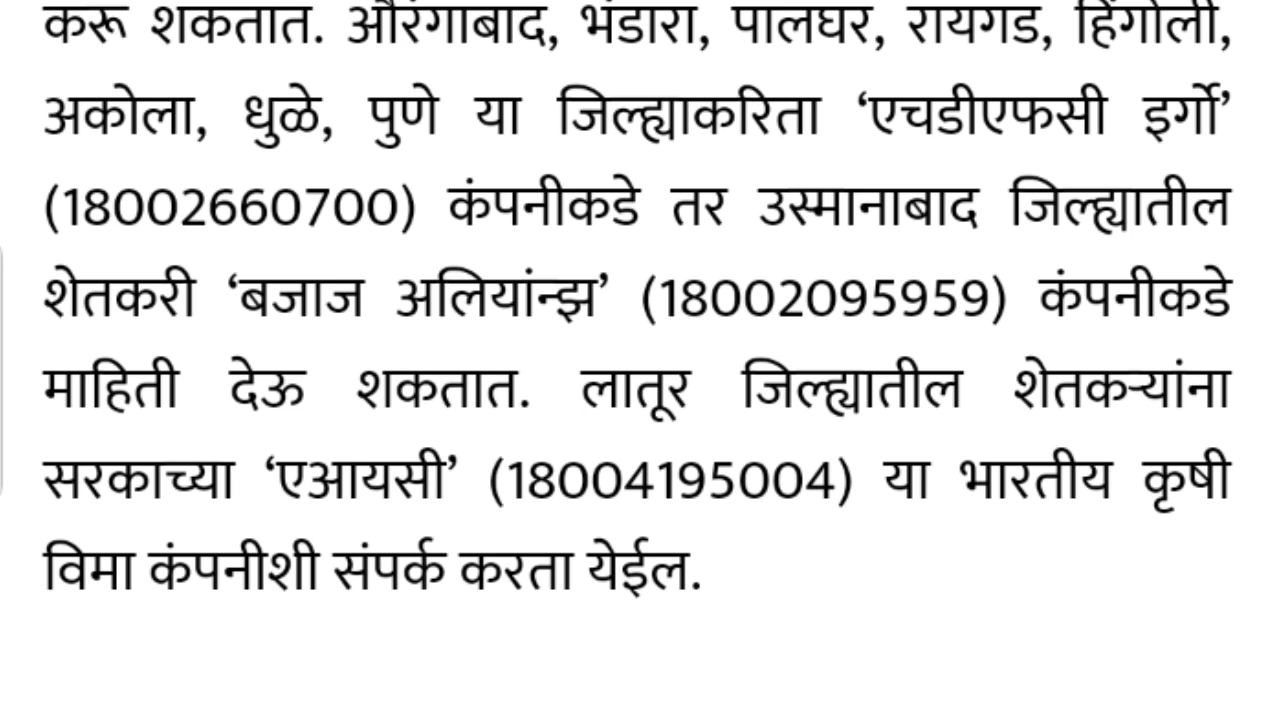 करू शकतात. औरंगाबाद, भंडारा, पालघर, रायगड, हिंगोली,
अकोला, धुळे, पुणे या जिल्ह्याकरिता ‘एचडीएफसी इर्गो’
(18002660700) कंपनीकडे तर उस्मानाबाद जिल्ह्यातील
शेतकरी ‘बजाज अलियांन्झ’ (18002095959) कंपनीकडे
माहिती देऊ शकतात. लातूर जिल्ह्यातील शेतकऱ्यांना
सरकाच्या ‘एआयसी’ (18004195004) या भारतीय कृषी
विमा कंपनीशी संपर्क करता येईल.